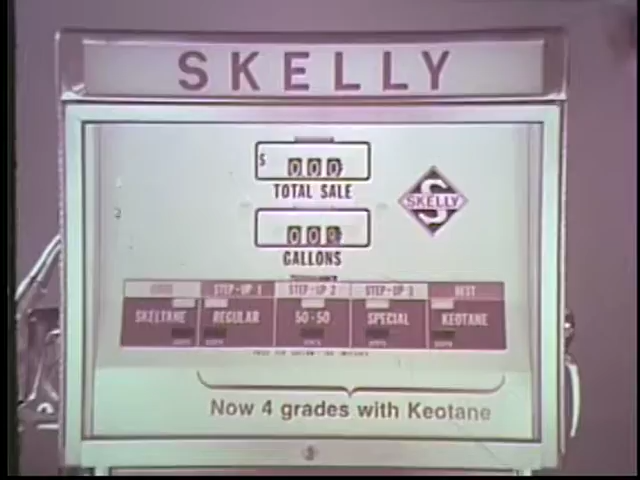 SKELLY
$ 000
TOTAL SALE
SKELLY
000
GALLONS
STEP-UP 1 STEP-UP 2 STEP-UP 3 BEST
SKELTANE REGULAR 50-50 SPECIAL KEOTANE
Now 4 grades with Keotane